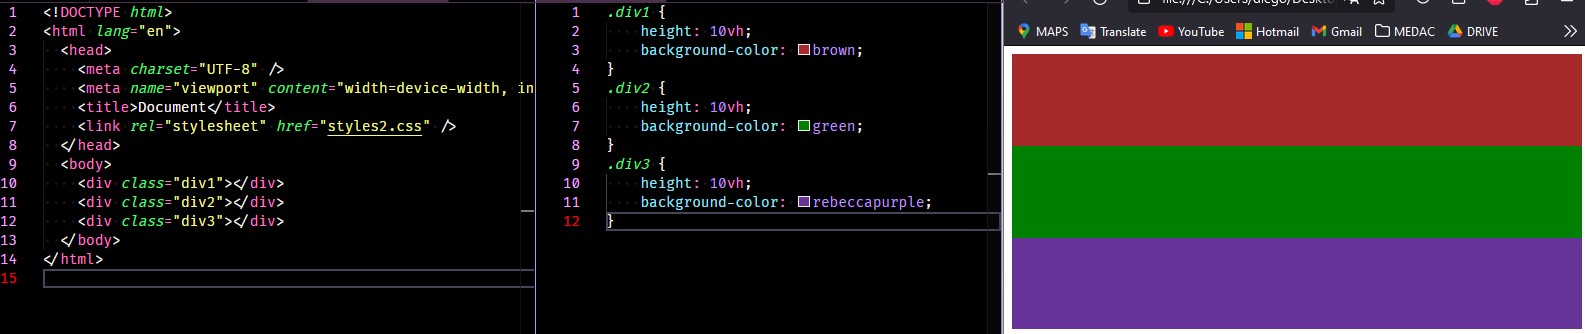 1 <!DOCTYPE html>
2 <html lang="en">
3 <head>
4 <meta charset="UTF-8" />
5 <meta name="viewport" content="width=device-width, in
6 <title>Document</title>
7 <link rel="stylesheet" href="styles2.css" />
8 </head>
9 <body>
10 <div class="div1"></div>
11 <div class="div2"></div>
12 <div class="div3"></div>
13 </body>
14 </html>
15
1 .div1 {
2 height: 10vh;
3 background-color: brown;
4 }
5 .div2 {
6 height: 10vh;
7 background-color: green;
8 }
9 .div3 {
10 height: 10vh;
11 background-color: rebeccapurple;
12 }
file:///C:/Users/diego/Deskto
MAPS Translate YouTube Hotmail Gmail MEDAC DRIVE